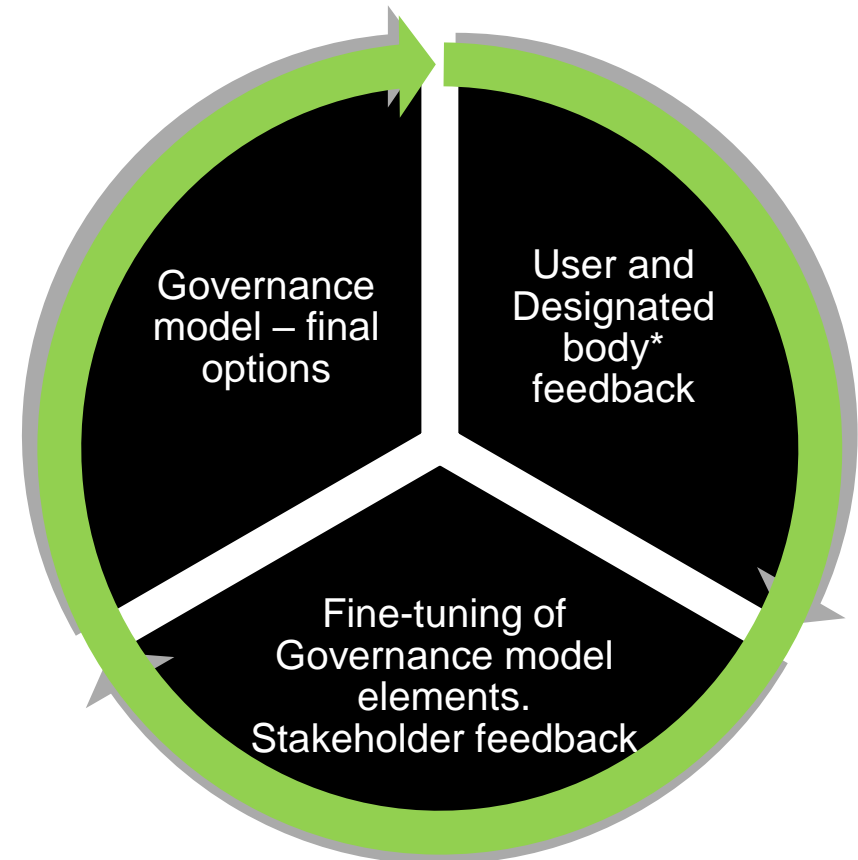 Governance
model – final
options
User and
Designated
body*
feedback
Fine-tuning of
Governance model
elements.
Stakeholder feedback